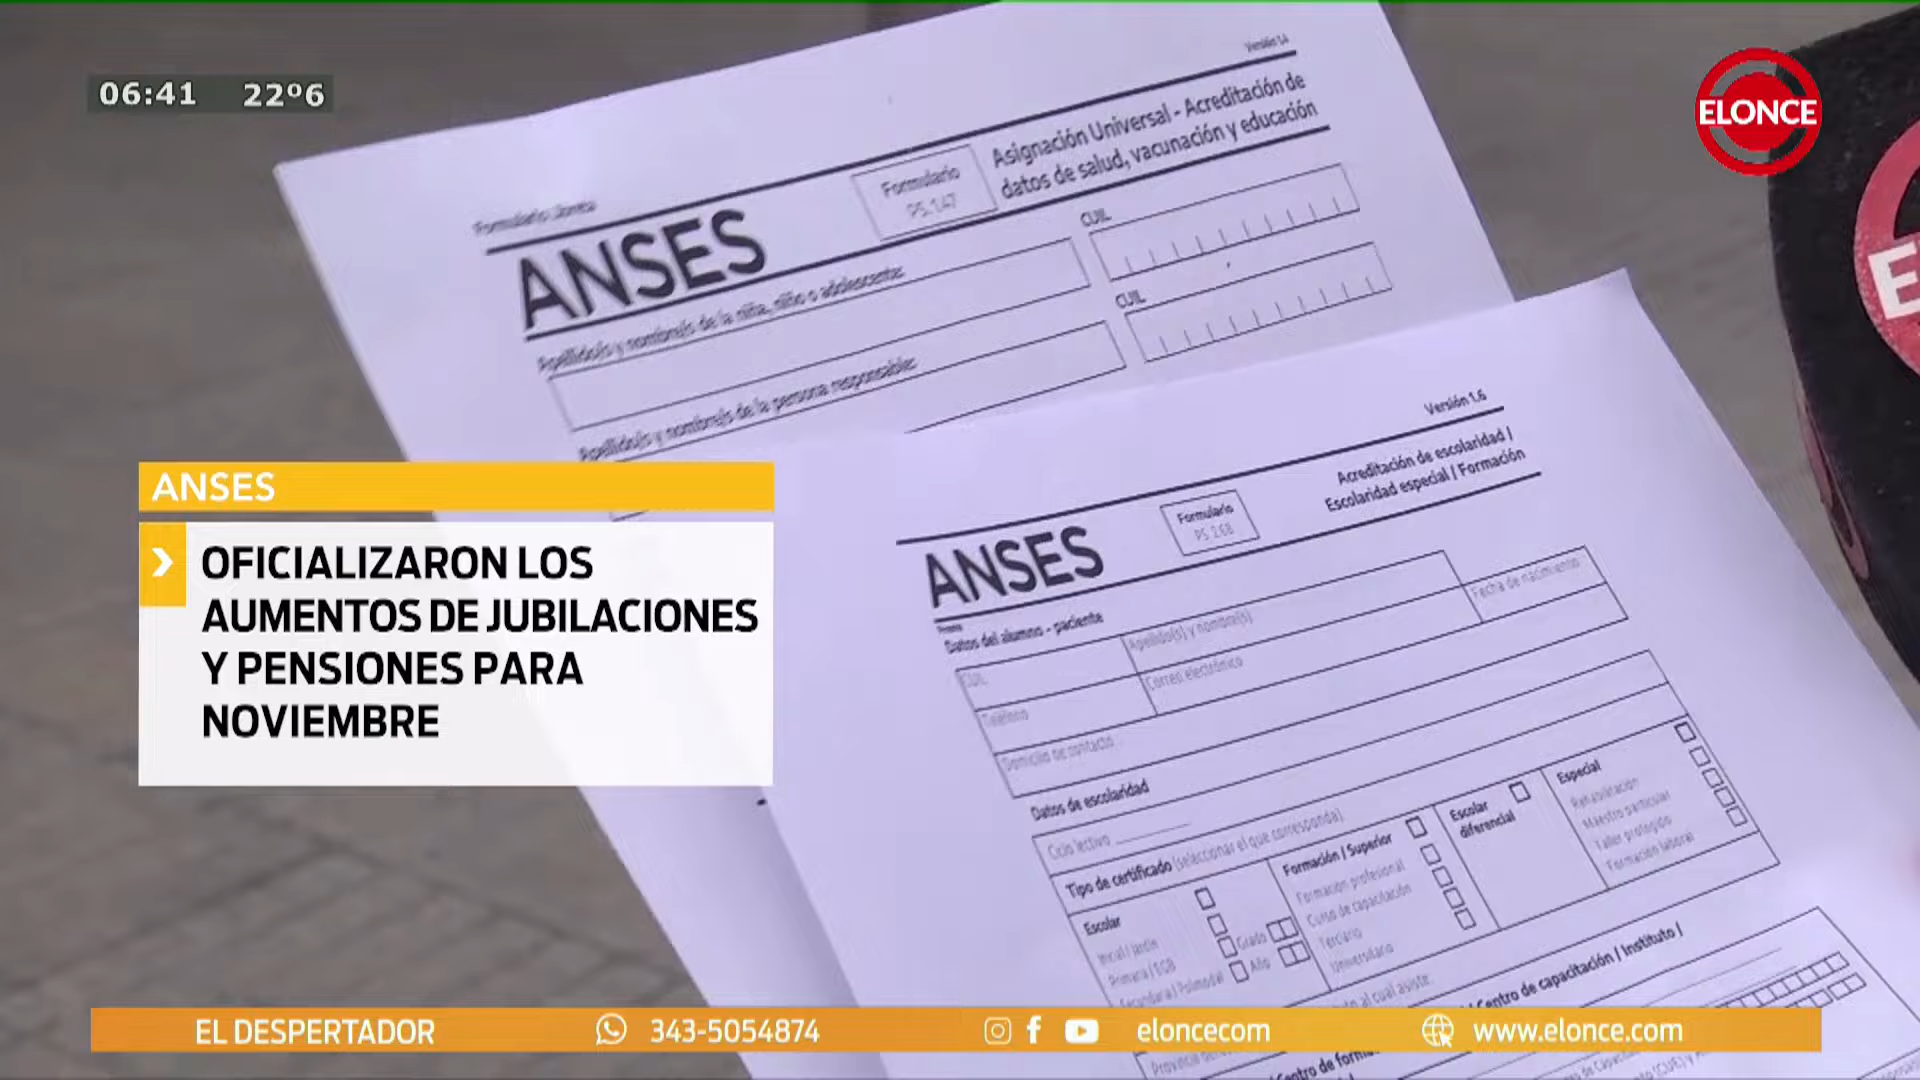 06:41 22º6
ELONCE
Versión 1.4
Formulario
PS. 1.47
Asignación Universal - Acreditación de
datos de salud, vacunación y educación
ANSES
CUIL
Apellido/s y nombre/s de la niña, niño o adolescente:
CUIL
Apellido/s y nombre/s de la persona responsable:
Versión 1.6
Acreditación de escolaridad /
Escolaridad especial / Formación
Formulario
PS. 2.68
ANSES
Datos del alumno - paciente
CUIL
Apellido(s) y nombre(s)
Fecha de nacimiento
Teléfono
Correo electrónico
Domicilio de contacto
Datos de escolaridad
Ciclo lectivo
Tipo de certificado (seleccionar el que corresponda)
Escolar
Inicial / Jardín
Primaria / EGB
Secundaria / Polimodal
Grado
Año
Formación / Superior
Formación profesional
Curso de capacitación
Terciario
Universitario
Escolar
diferencial
Especial
Rehabilitación
Maestro particular
Taller protegido
Formación laboral
al cual asiste:
Centro de capacitación / Instituto /
ANSES
OFICIALIZARON LOS
AUMENTOS DE JUBILACIONES
Y PENSIONES PARA
NOVIEMBRE
EL DESPERTADOR 343-5054874 eloncecom www.elonce.com